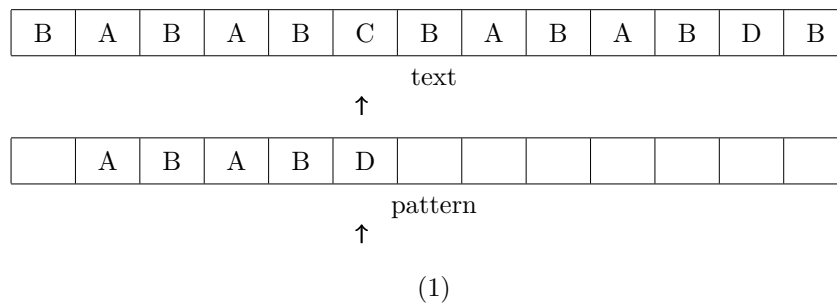 B A B A B C B A B A B D B
text
↑
A B A B D
pattern
↑
(1)